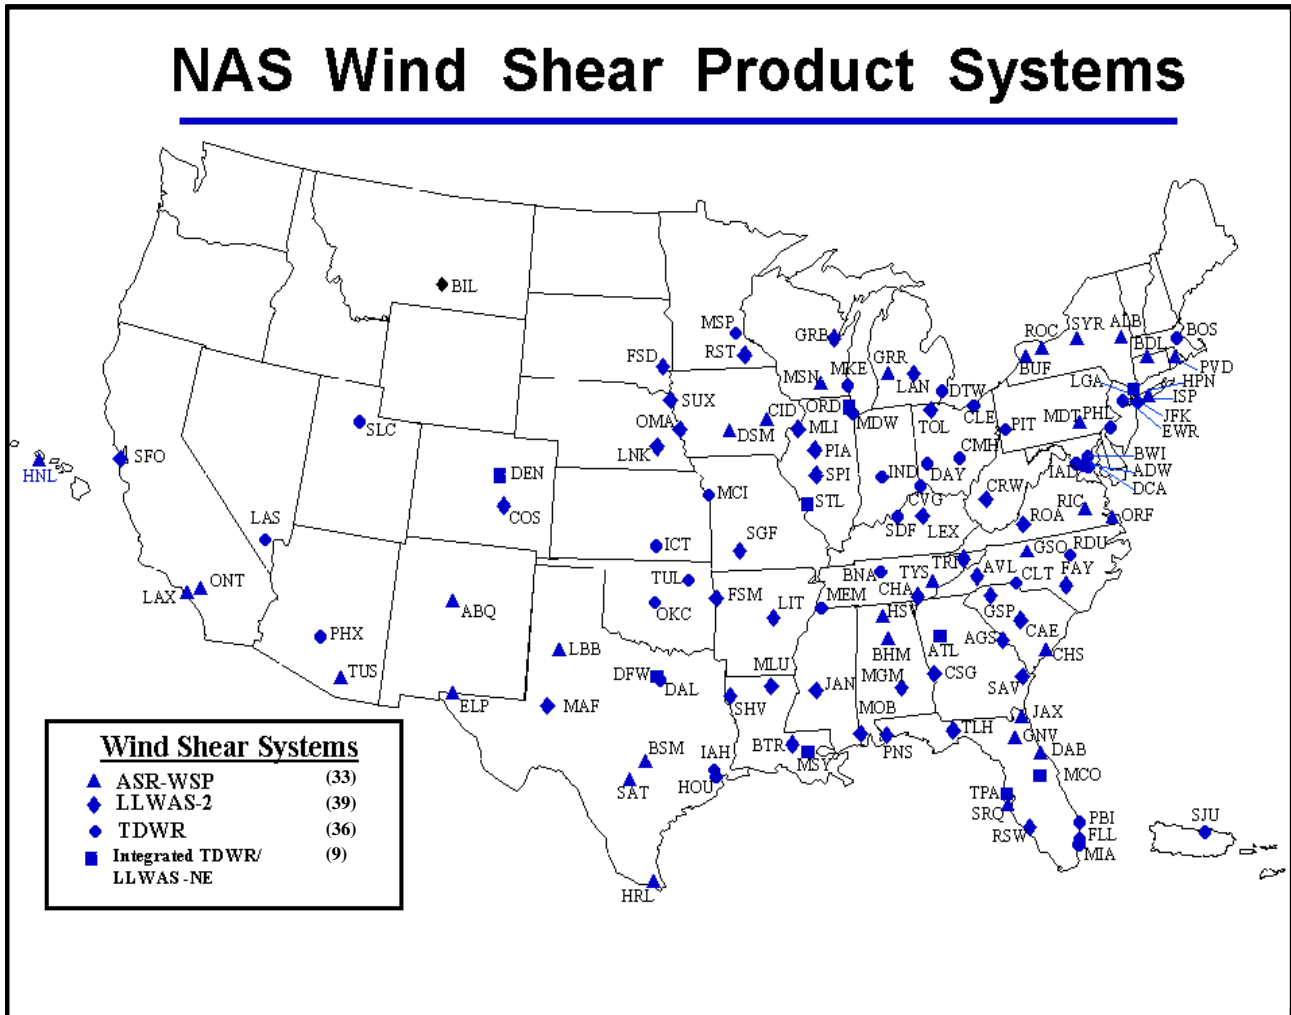 NAS Wind Shear Product Systems
BIL
MSP
RST
FSD
GRB
MSN
MKE
GRR
LAN
DTW
ROC
SYR
ALB
BUF
BDL
BOS
PVD
LGA
HPN
ISP
JFK
EWR
SUX
OMA
LNK
DSM
CID
ORD
MDW
MLI
PIA
SPI
STL
TOL
CLE
PIT
MDT
PHL
CMH
IND
DAY
CVG
SDF
LEX
CRW
IAD
BWI
ADW
DCA
RIC
ORF
ROA
SLC
SFO
HNL
DEN
COS
MCI
ICT
SGF
LAS
LAX
ONT
PHX
TUS
ABQ
ELP
LBB
MAF
TUL
OKC
FSM
LIT
MEM
BNA
TYS
TRI
CHA
AVL
GSO
RDU
CLT
FAY
GSP
CAE
AGS
CHS
SAV
HSV
BHM
ATL
MGM
CSG
DFW
DAL
MLU
SHV
JAN
MOB
BTR
MSY
PNS
TLH
JAX
GNV
DAB
MCO
TPA
SRQ
RSW
PBI
FLL
MIA
SJU
BSM
SAT
IAH
HOU
HRL
Wind Shear Systems
ASR-WSP (33)
LLWAS-2 (39)
TDWR (36)
Integrated TDWR/ (9)
LLWAS-NE